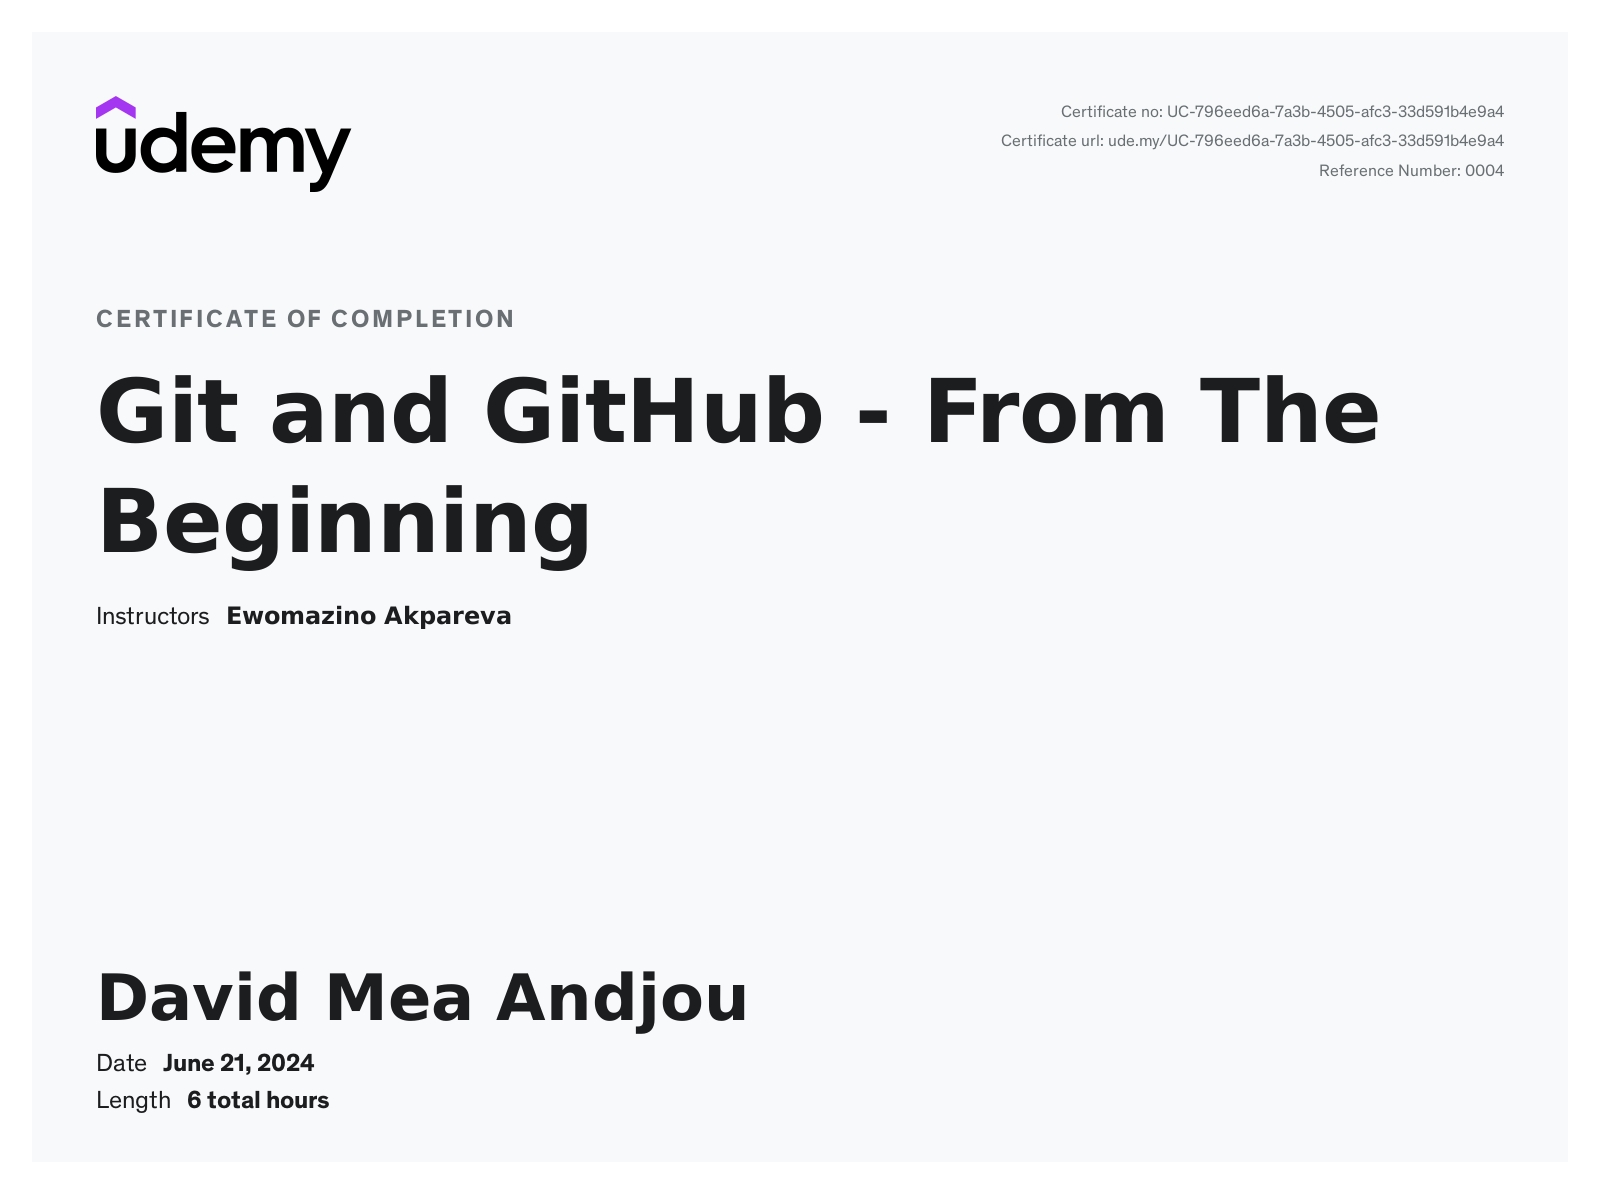 udemy
Certificate no: UC-796eed6a-7a3b-4505-afc3-33d591b4e9a4
Certificate url: ude.my/UC-796eed6a-7a3b-4505-afc3-33d591b4e9a4
Reference Number: 0004
CERTIFICATE OF COMPLETION
Git and GitHub - From The
Beginning
Instructors Ewomazino Akpareva
David Mea Andjou
Date June 21, 2024
Length 6 total hours